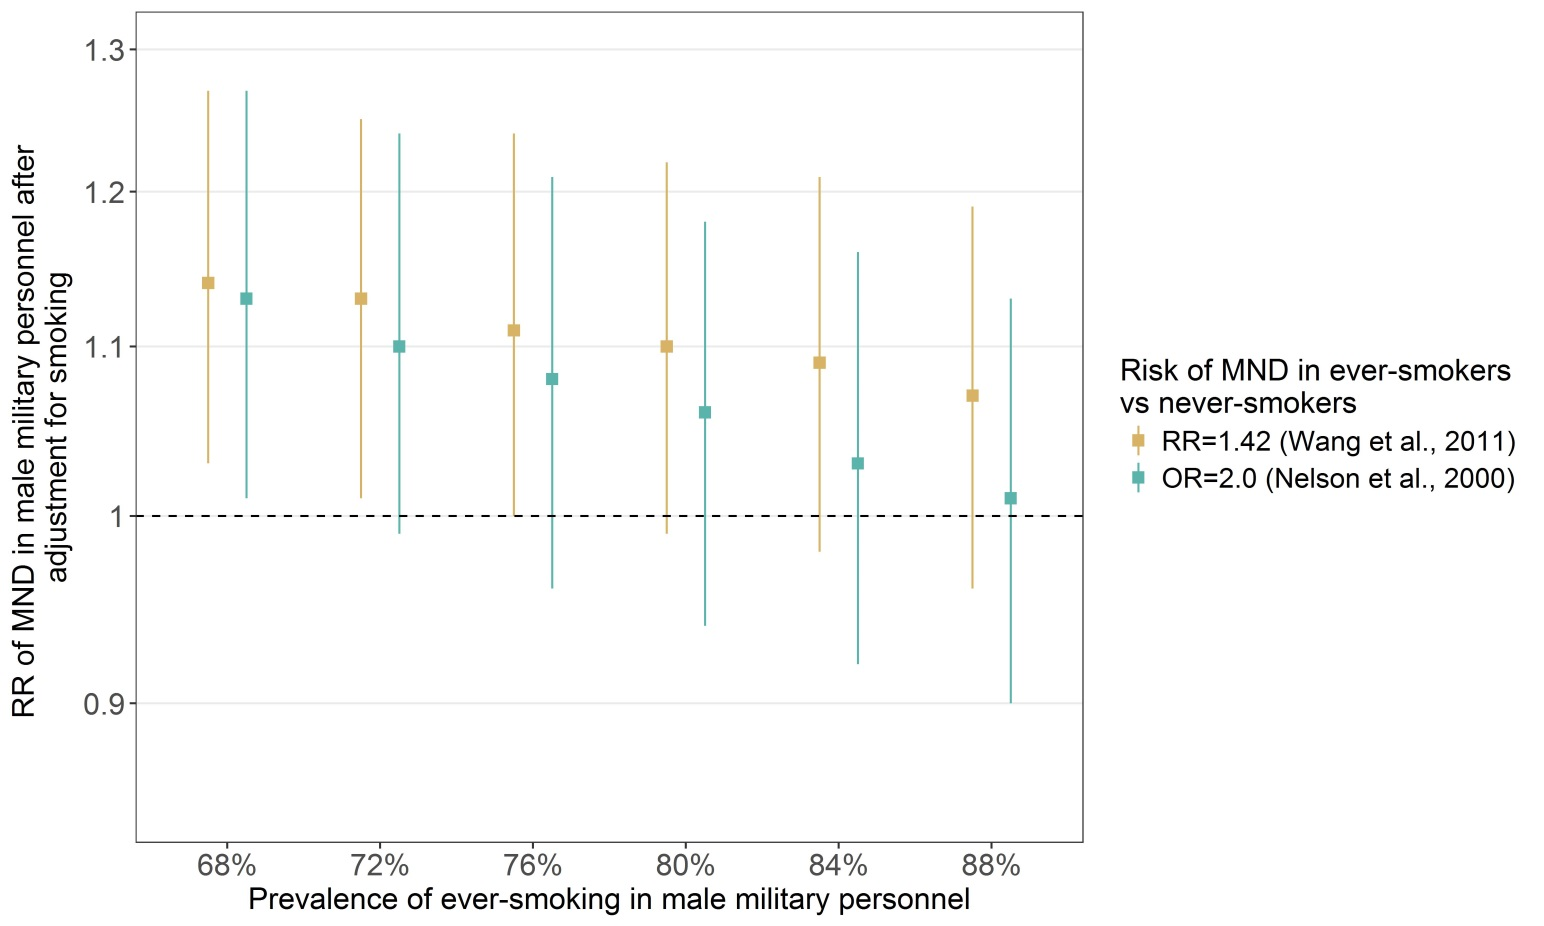 RR of MND in male military personnel after
adjustment for smoking
1.3
1.2
1.1
1
0.9
68%
72%
76%
80%
84%
88%
Prevalence of ever-smoking in male military personnel
Risk of MND in ever-smokers
vs never-smokers
RR=1.42 (Wang et al., 2011)
OR=2.0 (Nelson et al., 2000)